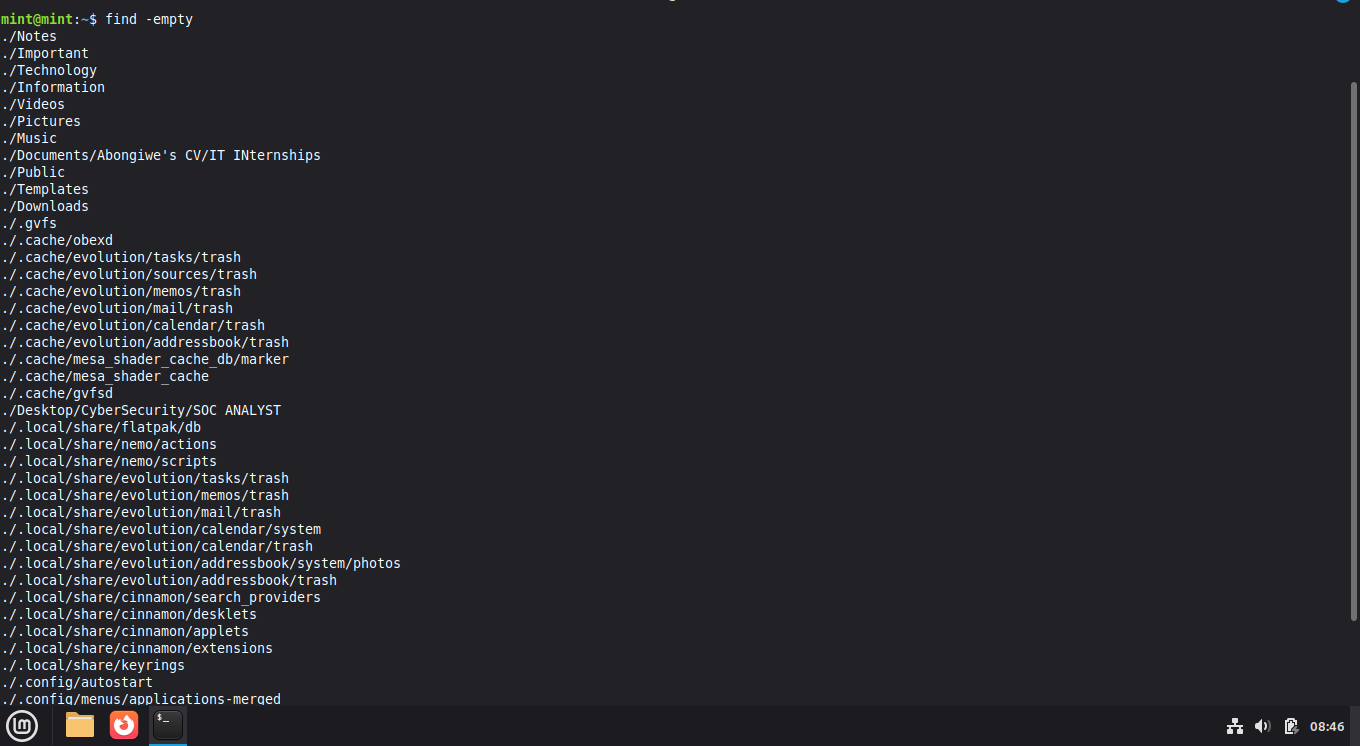 mint@mint:~$ find -empty
./Notes
./Important
./Technology
./Information
./Videos
./Pictures
./Music
./Documents/Abongiwe's CV/IT INternships
./Public
./Templates
./Downloads
./.gvfs
./.cache/obexd
./.cache/evolution/tasks/trash
./.cache/evolution/sources/trash
./.cache/evolution/memos/trash
./.cache/evolution/mail/trash
./.cache/evolution/calendar/trash
./.cache/evolution/addressbook/trash
./.cache/mesa_shader_cache_db/marker
./.cache/mesa_shader_cache
./.cache/gvfsd
./Desktop/CyberSecurity/SOC ANALYST
./.local/share/flatpak/db
./.local/share/nemo/actions
./.local/share/nemo/scripts
./.local/share/evolution/tasks/trash
./.local/share/evolution/memos/trash
./.local/share/evolution/mail/trash
./.local/share/evolution/calendar/system
./.local/share/evolution/calendar/trash
./.local/share/evolution/addressbook/system/photos
./.local/share/evolution/addressbook/trash
./.local/share/cinnamon/search_providers
./.local/share/cinnamon/desklets
./.local/share/cinnamon/applets
./.local/share/cinnamon/extensions
./.local/share/keyrings
./.config/autostart
./.config/menus/applications-merged
$_
08:46